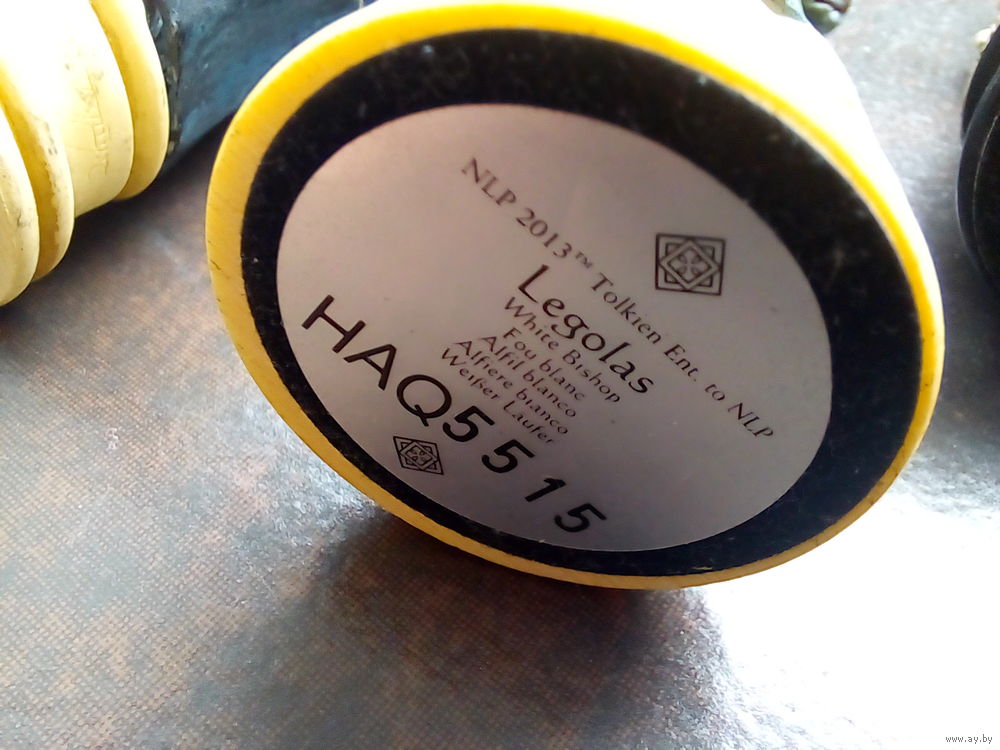 NLP 2013™ Tolkien Ent. to NLP
Legolas
White Bishop
Fou blanc
Alfil blanco
Alfiere bianco
Weißer Läufer
HAQ5515
www.ay.by